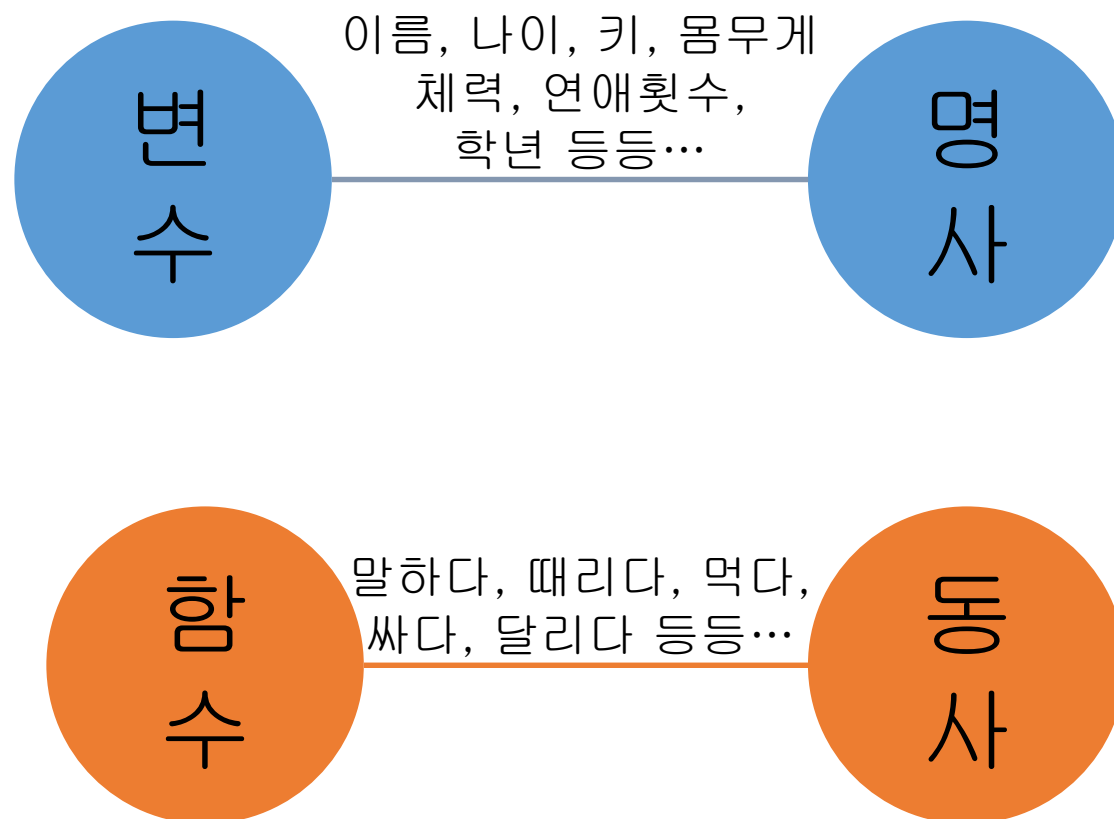 변
수
이름, 나이, 키, 몸무게
체력, 연애횟수,
학년 등등…
명
사
함
수
말하다, 때리다, 먹다,
싸다, 달리다 등등…
동
사